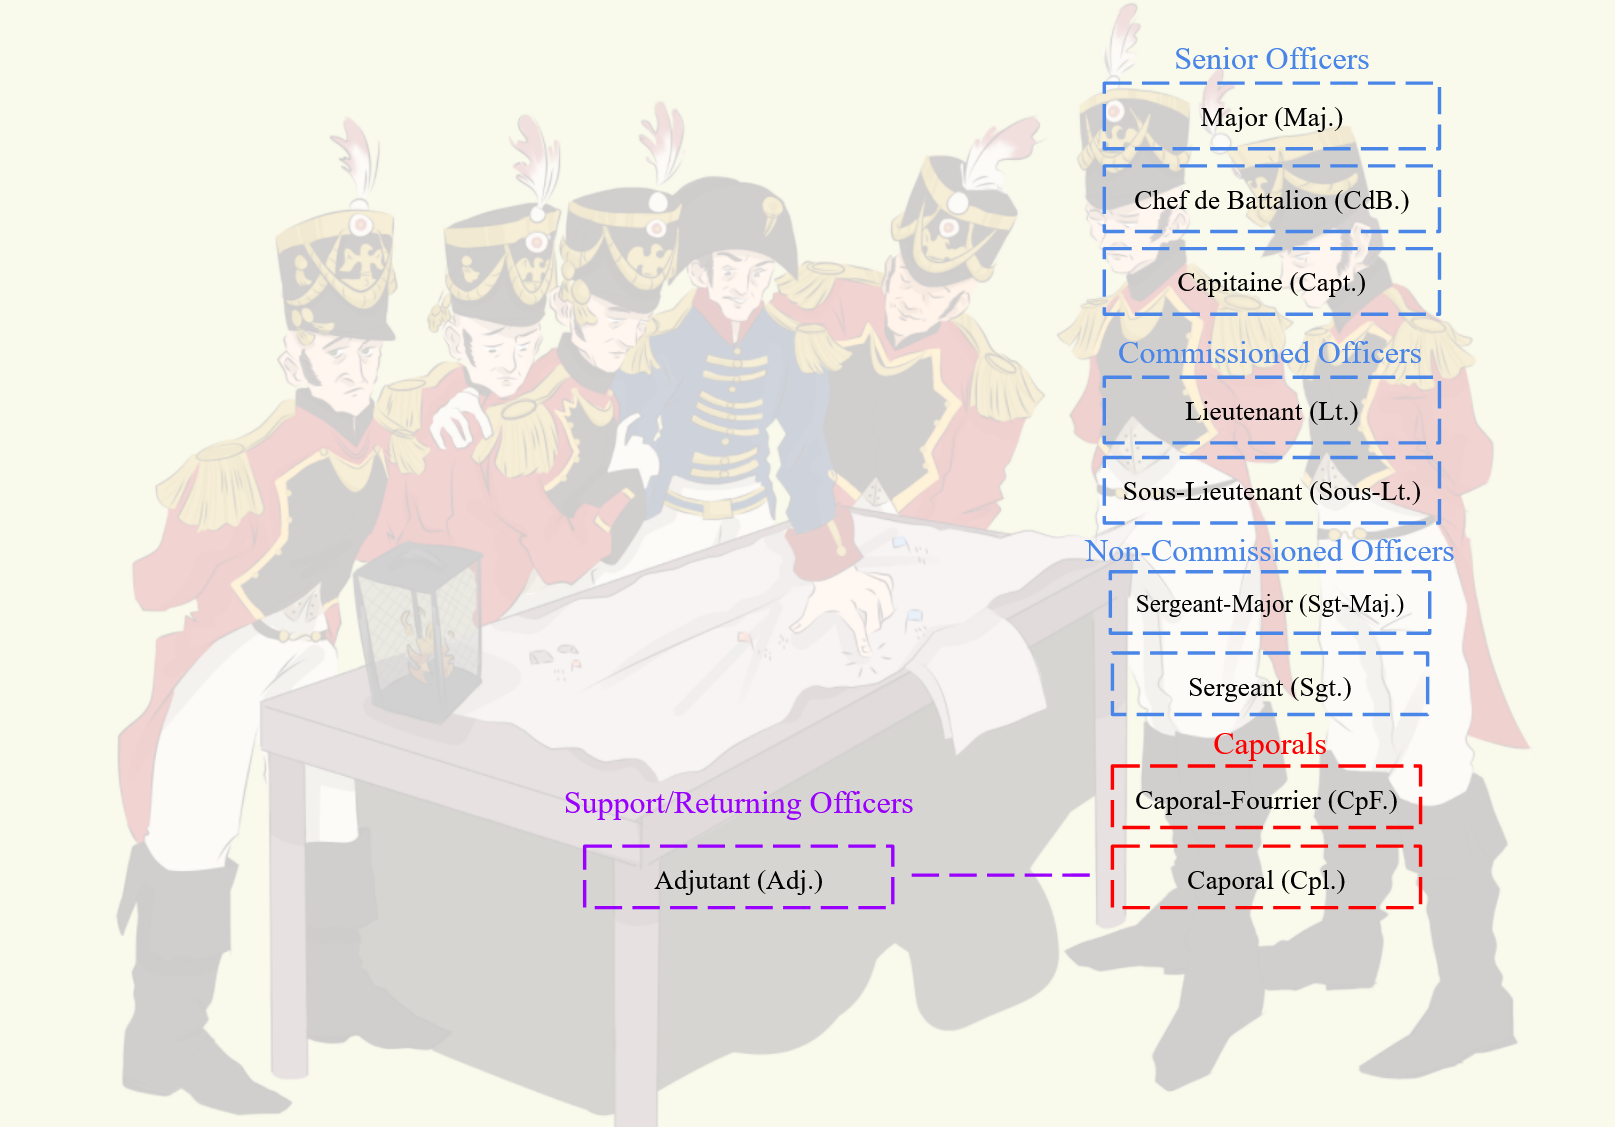 Senior Officers
Major (Maj.)
Chef de Battalion (CdB.)
Capitaine (Capt.)
Commissioned Officers
Lieutenant (Lt.)
Sous-Lieutenant (Sous-Lt.)
Non-Commissioned Officers
Sergeant-Major (Sgt-Maj.)
Sergeant (Sgt.)
Caporals
Caporal-Fourrier (CpF.)
Support/Returning Officers
Adjutant (Adj.)
Caporal (Cpl.)